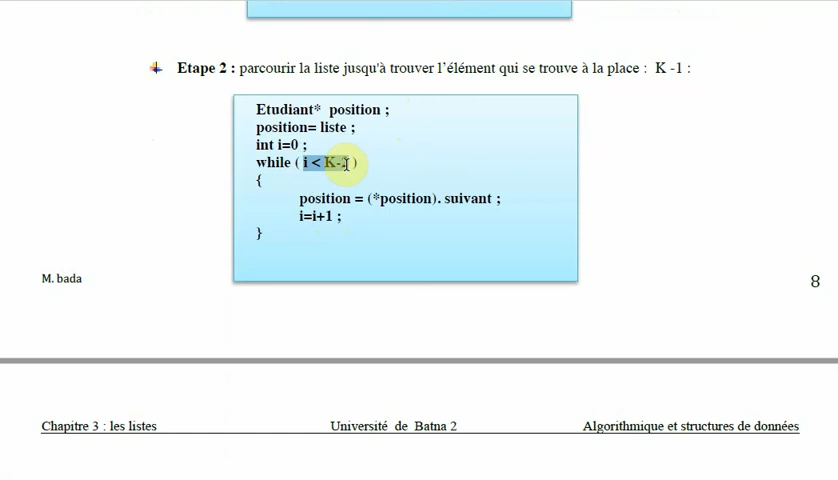 Etape 2 : parcourir la liste jusqu'à trouver l'élément qui se trouve à la place : K -1 :
Etudiant* position ;
position= liste ;
int i=0 ;
while ( i < K- )
{
position = (*position). suivant ;
i=i+1 ;
}
M. bada
8
Chapitre 3 : les listes Université de Batna 2 Algorithmique et structures de données